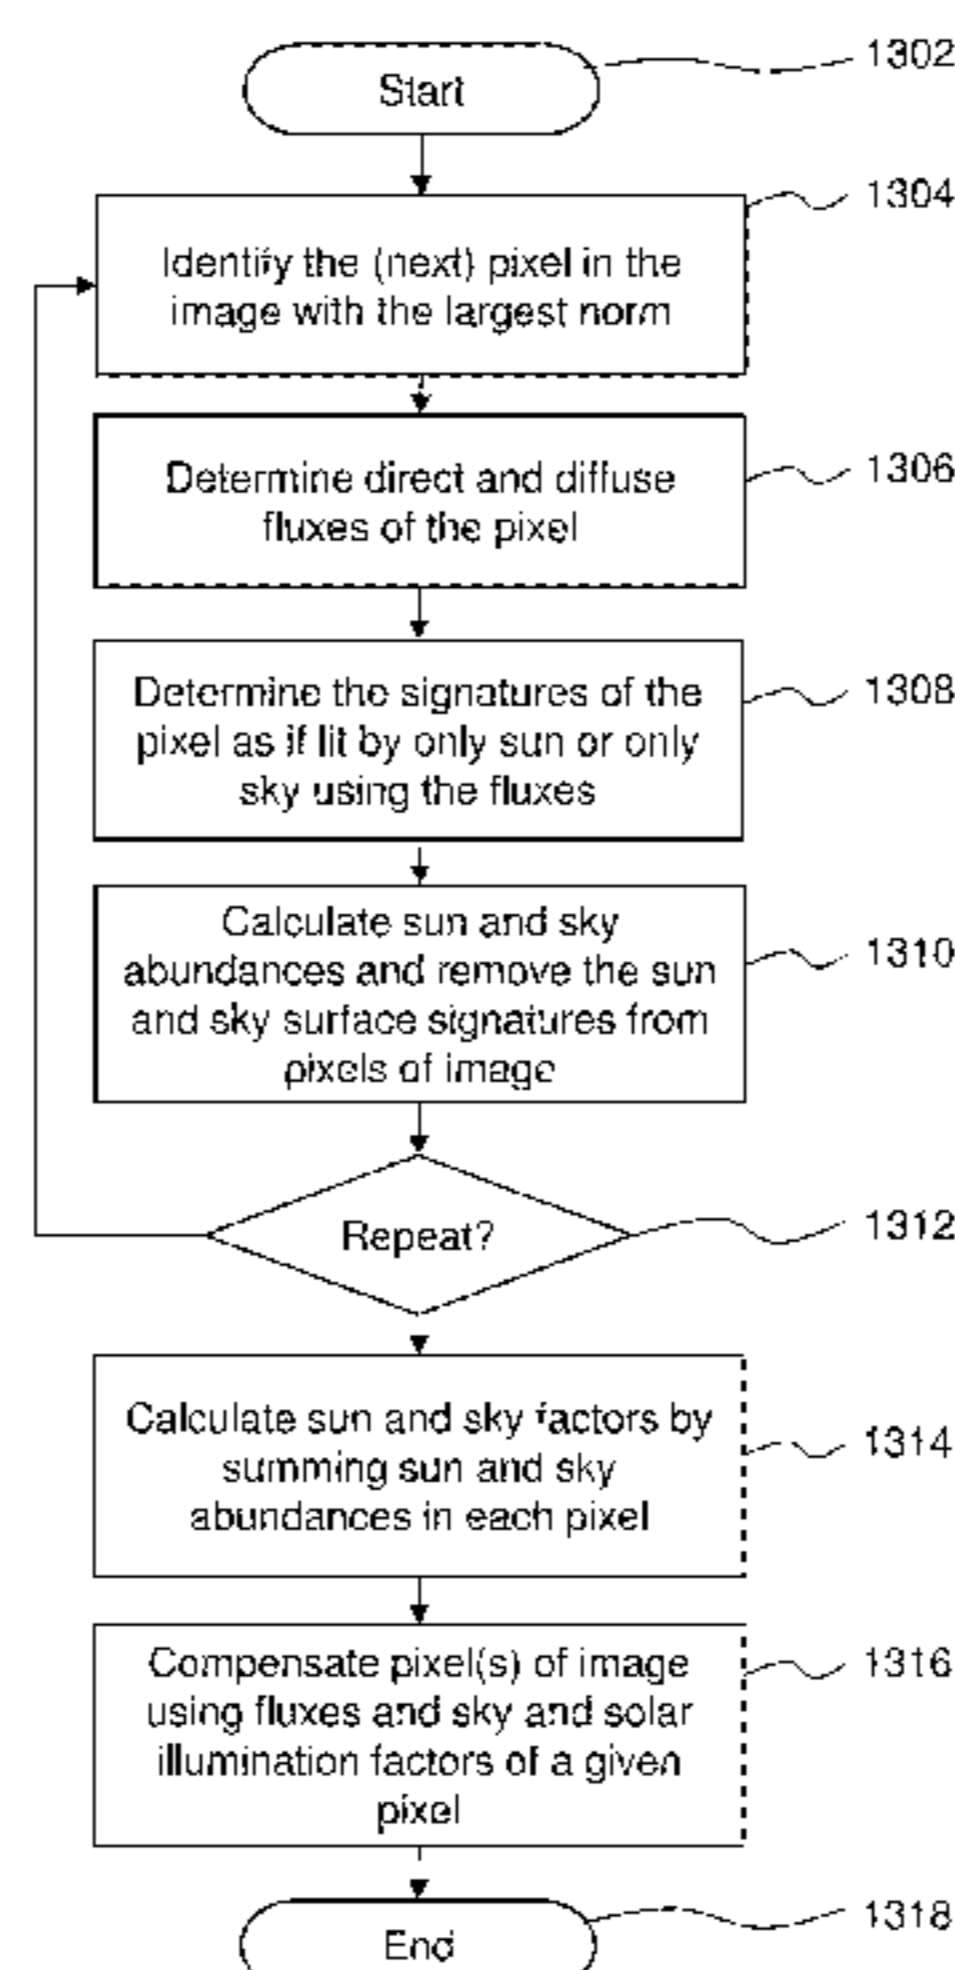 Start
1302
Identify the (next) pixel in the
image with the largest norm
1304
Determine direct and diffuse
fluxes of the pixel
1306
Determine the signatures of the
pixel as if lit by only sun or only
sky using the fluxes
1308
Calculate sun and sky
abundances and remove the sun
and sky surface signatures from
pixels of image
1310
Repeat?
1312
Calculate sun and sky factors by
summing sun and sky
abundances in each pixel
1314
Compensate pixel(s) of image
using fluxes and sky and solar
illumination factors of a given
pixel
1316
End
1318